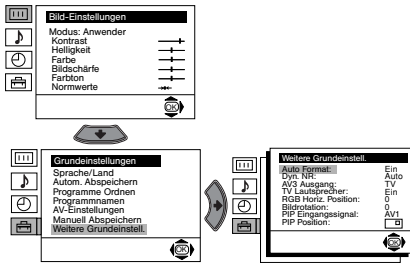 Bild-Einstellungen
Modus: Anwender
Kontrast
Helligkeit
Farbe
Bildschärfe
Farbton
Normwerte
OK
Grundeinstellungen
Sprache/Land
Autom. Abspeichern
Programme Ordnen
Programmnamen
AV-Einstellungen
Manuell Abspeichern
Weitere Grundeinstell.
OK
Weitere Grundeinstell.
Auto Format: Ein
Dyn. NR: Auto
AV3 Ausgang: TV
TV Lautsprecher: Ein
RGB Horiz. Position: 0
Bildrotation: 0
PIP Eingangssignal: AV1
PIP Position:
OK